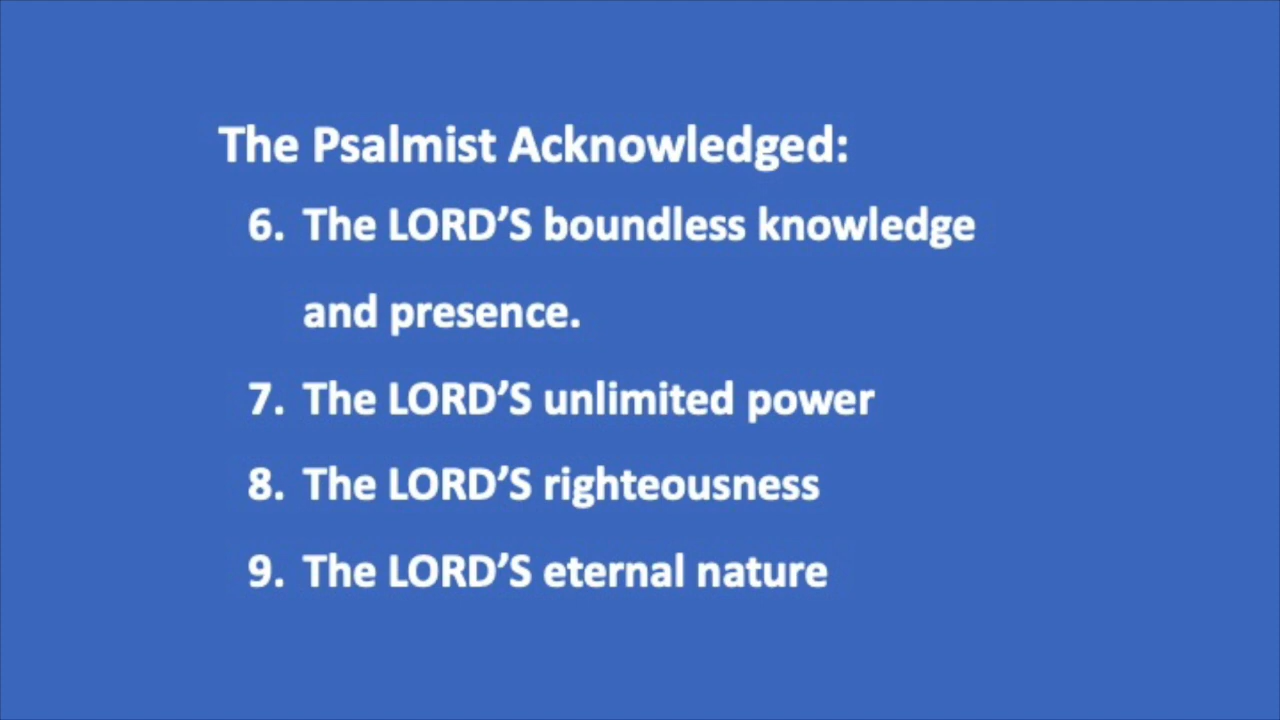 The Psalmist Acknowledged:
6. The LORD’S boundless knowledge
and presence.
7. The LORD’S unlimited power
8. The LORD’S righteousness
9. The LORD’S eternal nature